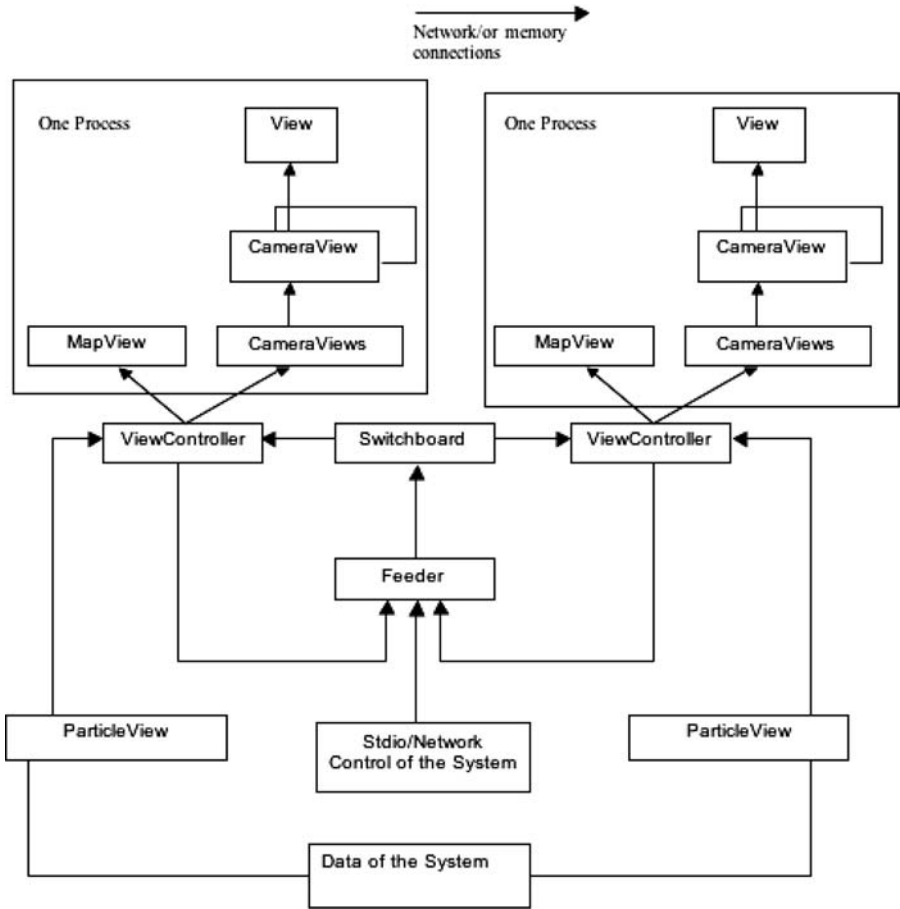 Network/or memory
connections
One Process
View
CameraView
MapView
CameraViews
One Process
View
CameraView
MapView
CameraViews
ViewController
Switchboard
ViewController
Feeder
ParticleView
Stdio/Network
Control of the System
ParticleView
Data of the System